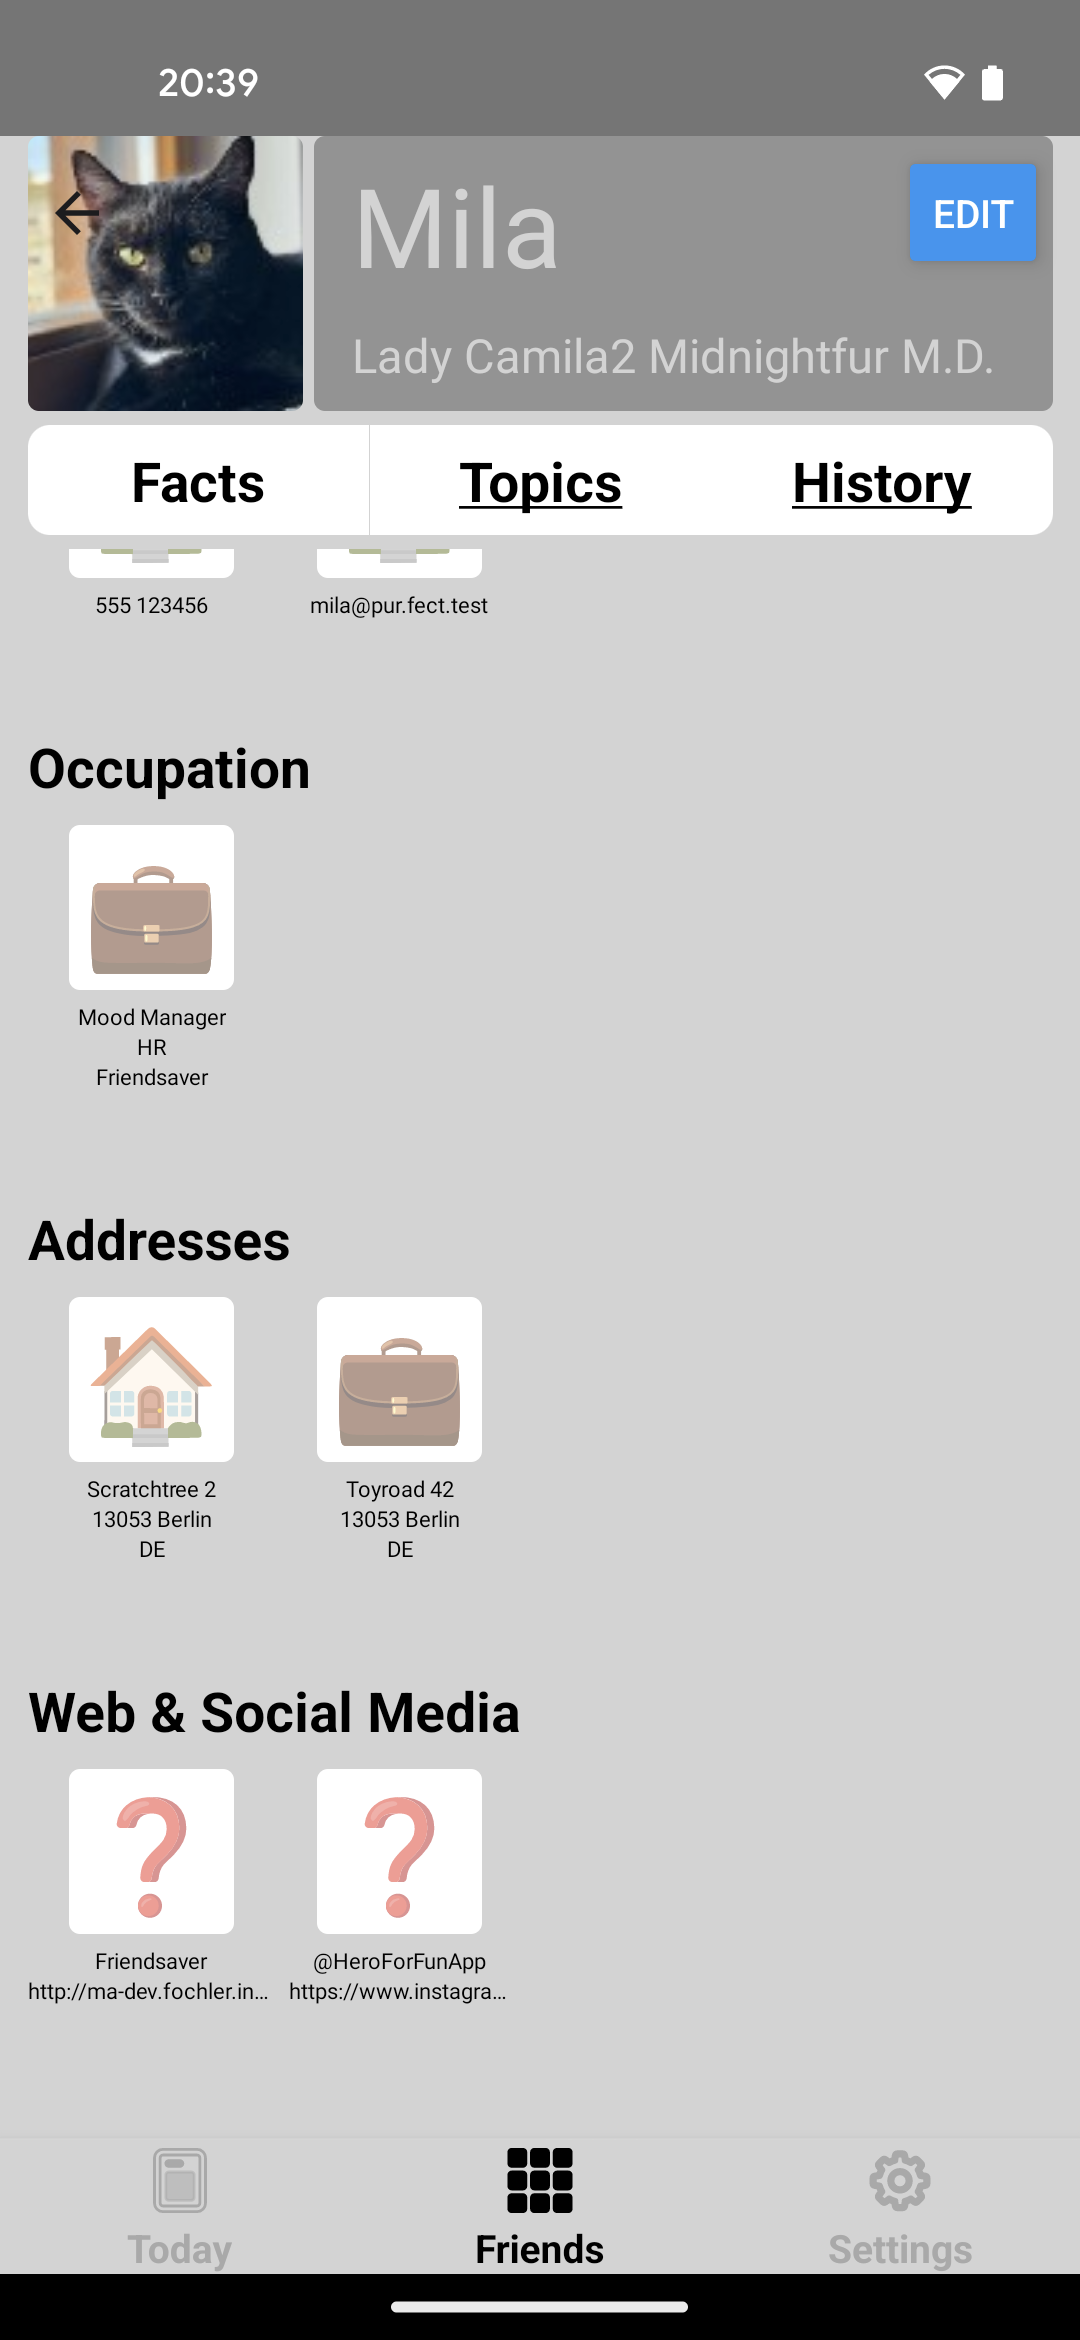 20:39
Mila
EDIT
Lady Camila2 Midnightfur M.D.
Facts
Topics
History
555 123456
mila@pur.fect.test
Occupation
Mood Manager
HR
Friendsaver
Addresses
Scratchtree 2
13053 Berlin
DE
Toyroad 42
13053 Berlin
DE
Web & Social Media
Friendsaver
http://ma-dev.fochler.in...
@HeroForFunApp
https://www.instagra...
Today
Friends
Settings